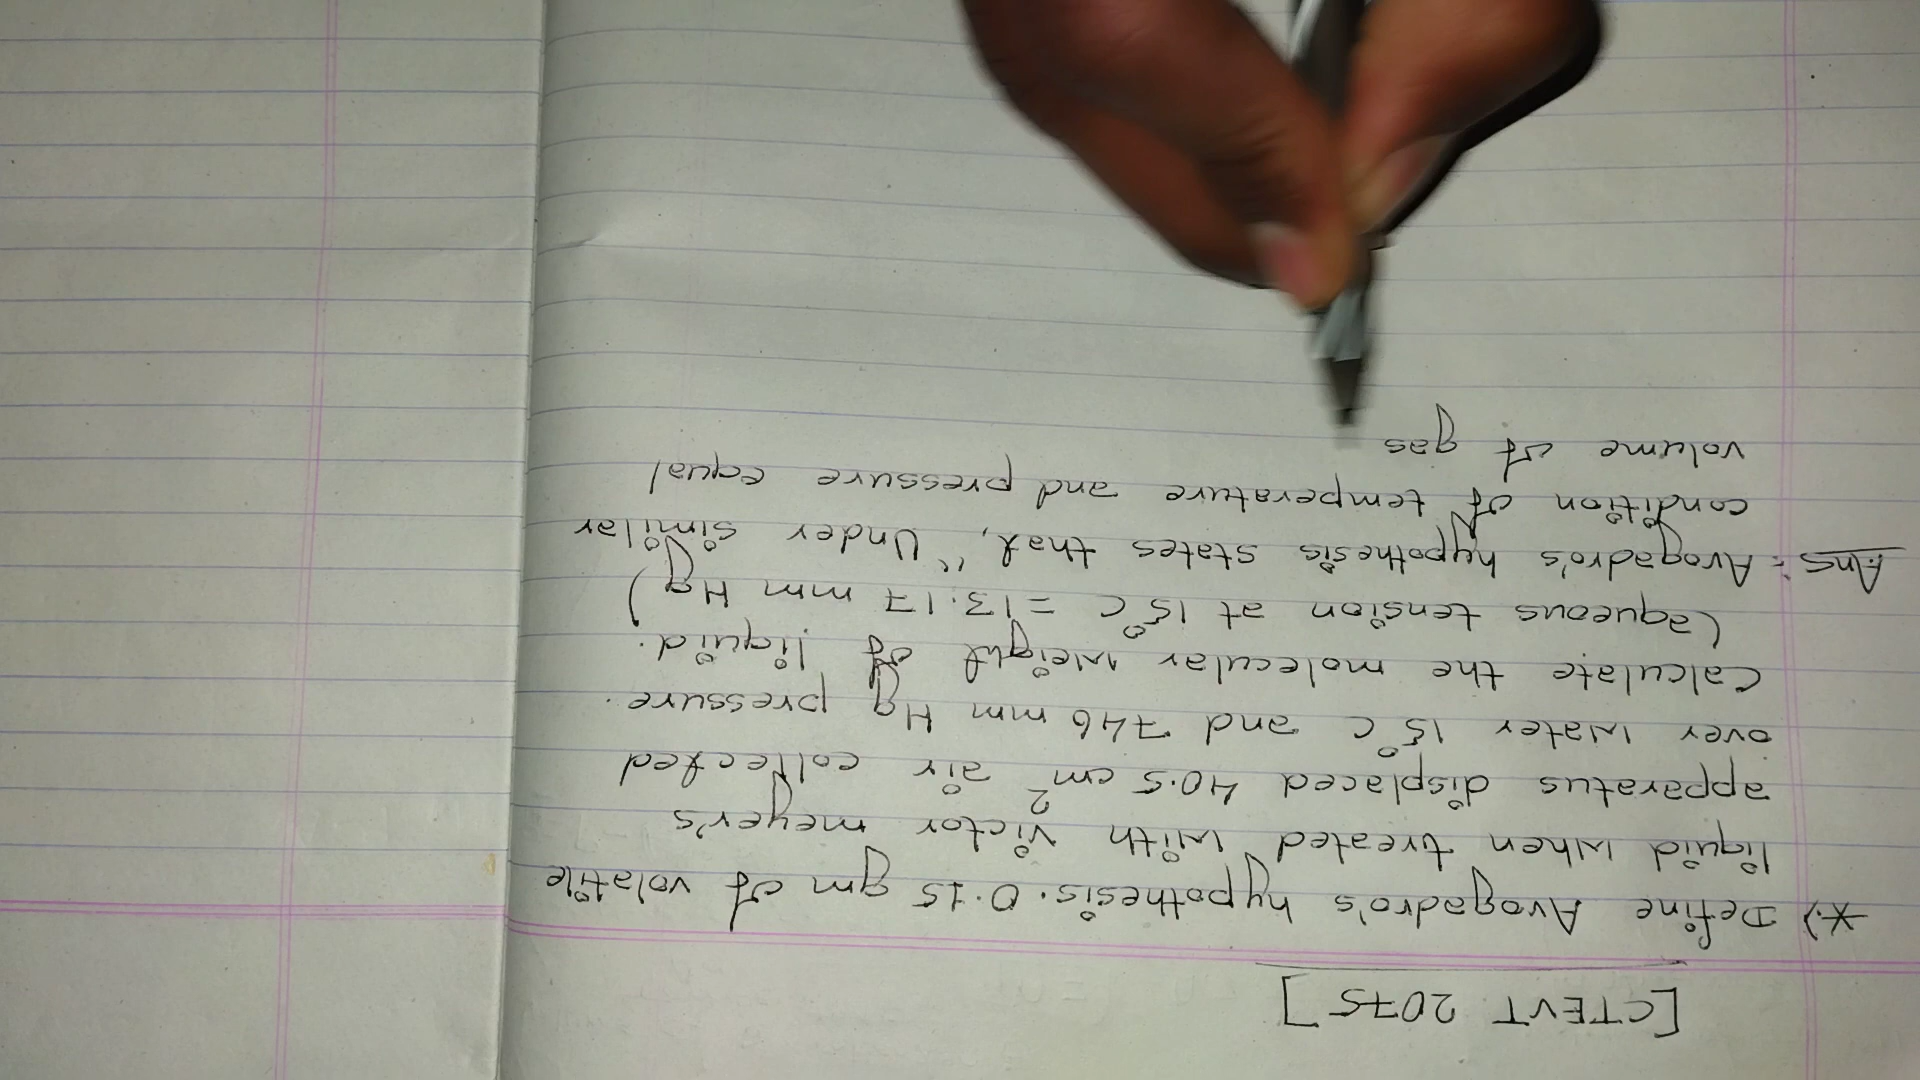 [CTEVT 2075]
*) Define Avogadro's hypothesis. 0.15 gm of volatile
liquid when treated with victor meyer's
apparatus displaced 40.5 cm² air collected
over water 15°C and 746 mm Hg pressure.
Calculate the molecular weight of liquid.
(aqueous tension at 15°C = 13.17 mm Hg)
Ans: Avogadro's hypothesis states that, "Under similar
condition of temperature and pressure equal
volume of gas